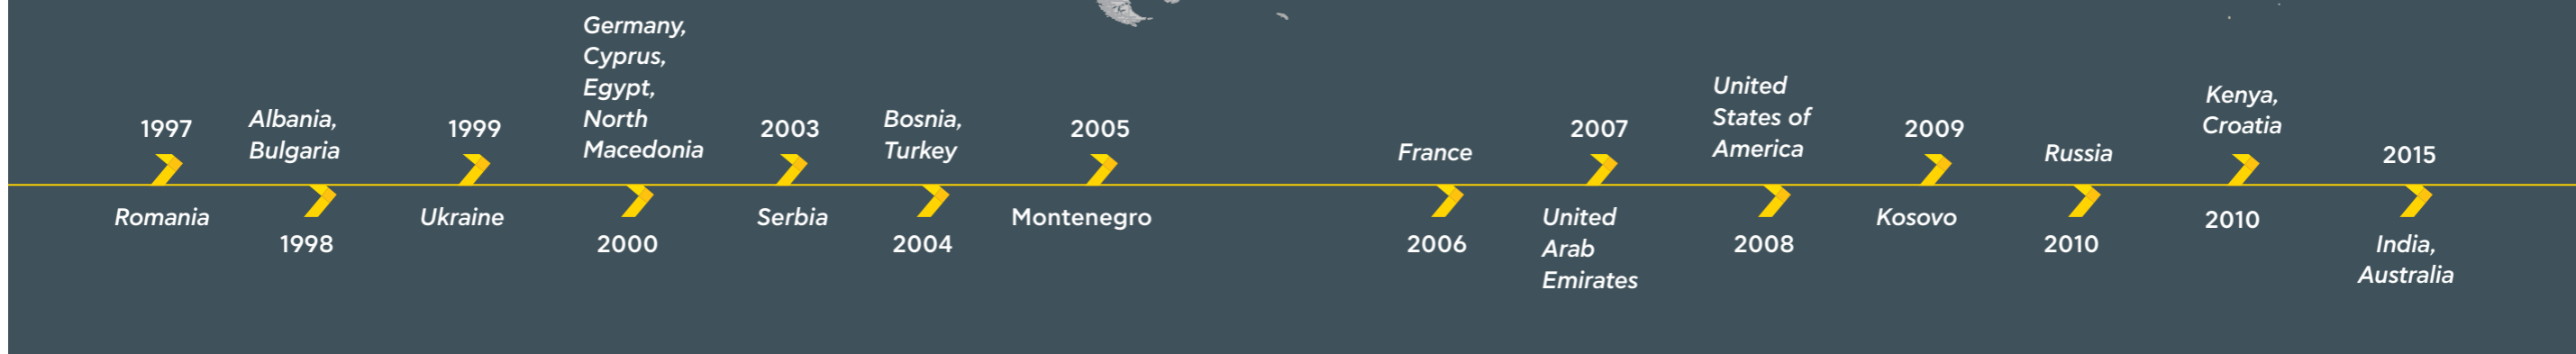 1997
Romania
Albania,
Bulgaria
1998
1999
Ukraine
Germany,
Cyprus,
Egypt,
North
Macedonia
2000
2003
Serbia
Bosnia,
Turkey
2004
2005
Montenegro
France
2006
2007
United
Arab
Emirates
United
States of
America
2008
2009
Kosovo
Russia
2010
Kenya,
Croatia
2010
2015
India,
Australia